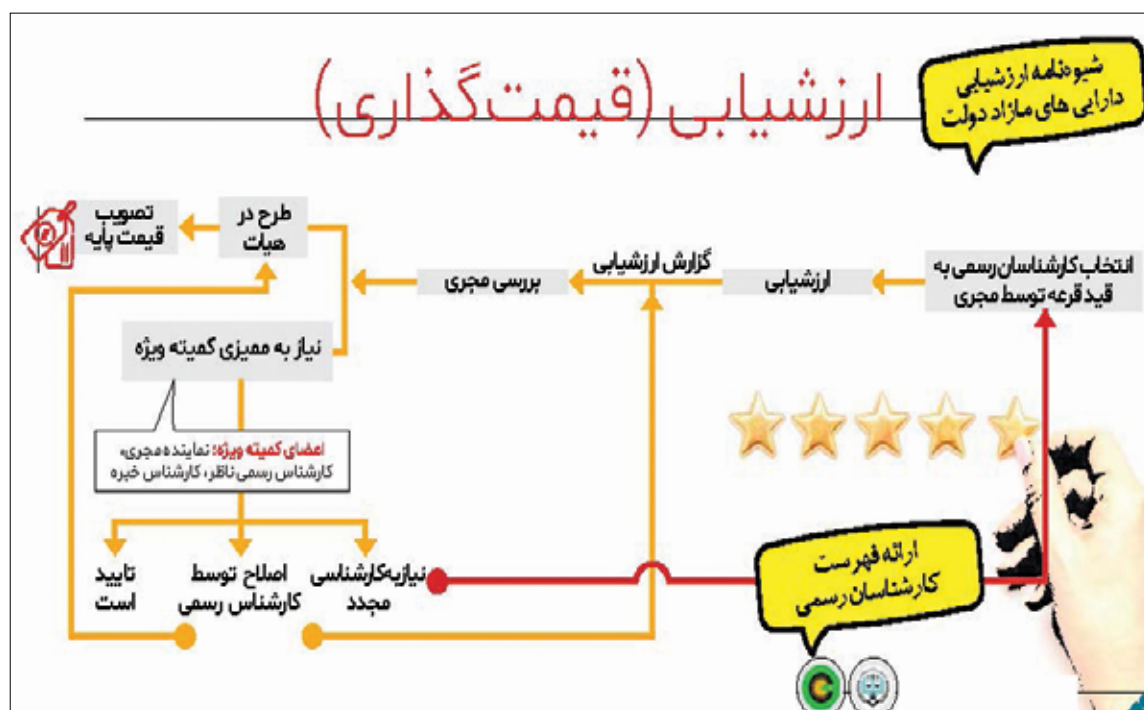 شیوه‌نامه ارزشیابی
دارایی های مازاد دولت
ارزشیابی (قیمت‌گذاری)
انتخاب کارشناسان رسمی به
قید قرعه توسط مجری
ارزشیابی
گزارش ارزشیابی
بررسی مجری
طرح در
هیات
تصویب
قیمت پایه
نیاز به ممیزی کمیته ویژه
اعضای کمیته ویژه: نماینده مجری،
کارشناس رسمی ناظر، کارشناس خبره
نیاز به کارشناسی
مجدد
اصلاح توسط
کارشناس رسمی
تایید
است
ارائه فهرست
کارشناسان رسمی